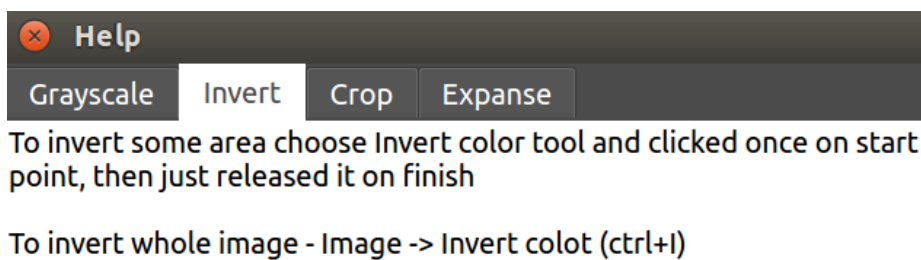 Help
Grayscale Invert Crop Expanse
To invert some area choose Invert color tool and clicked once on start
point, then just released it on finish
To invert whole image - Image -> Invert colot (ctrl+I)